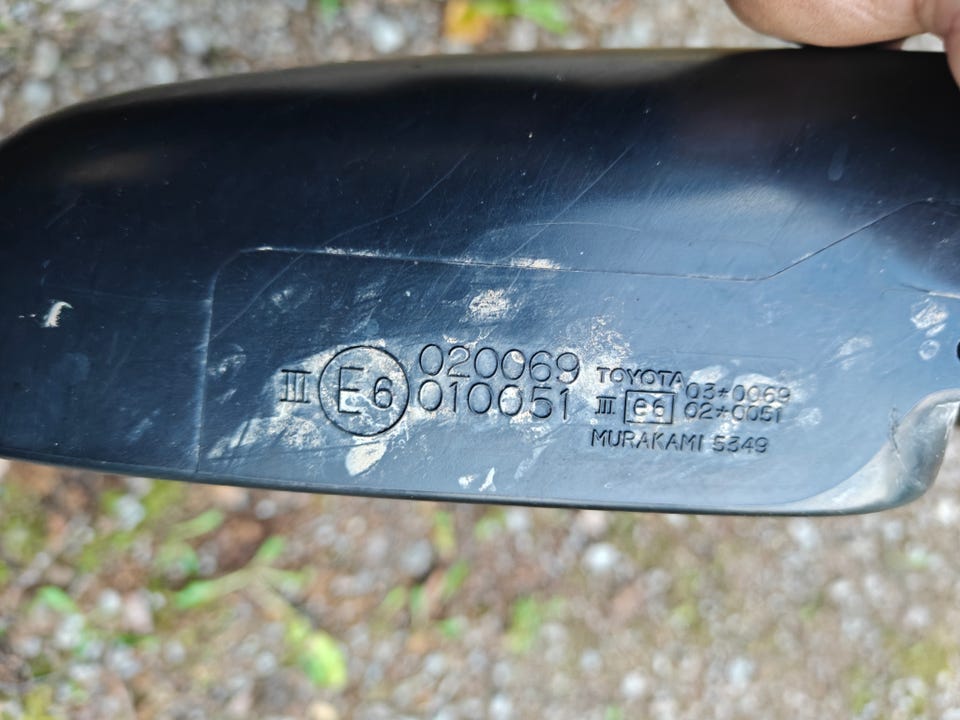 III E6 020069
010051
TOYOTA 03*0069
III e6 02*0051
MURAKAMI 5349